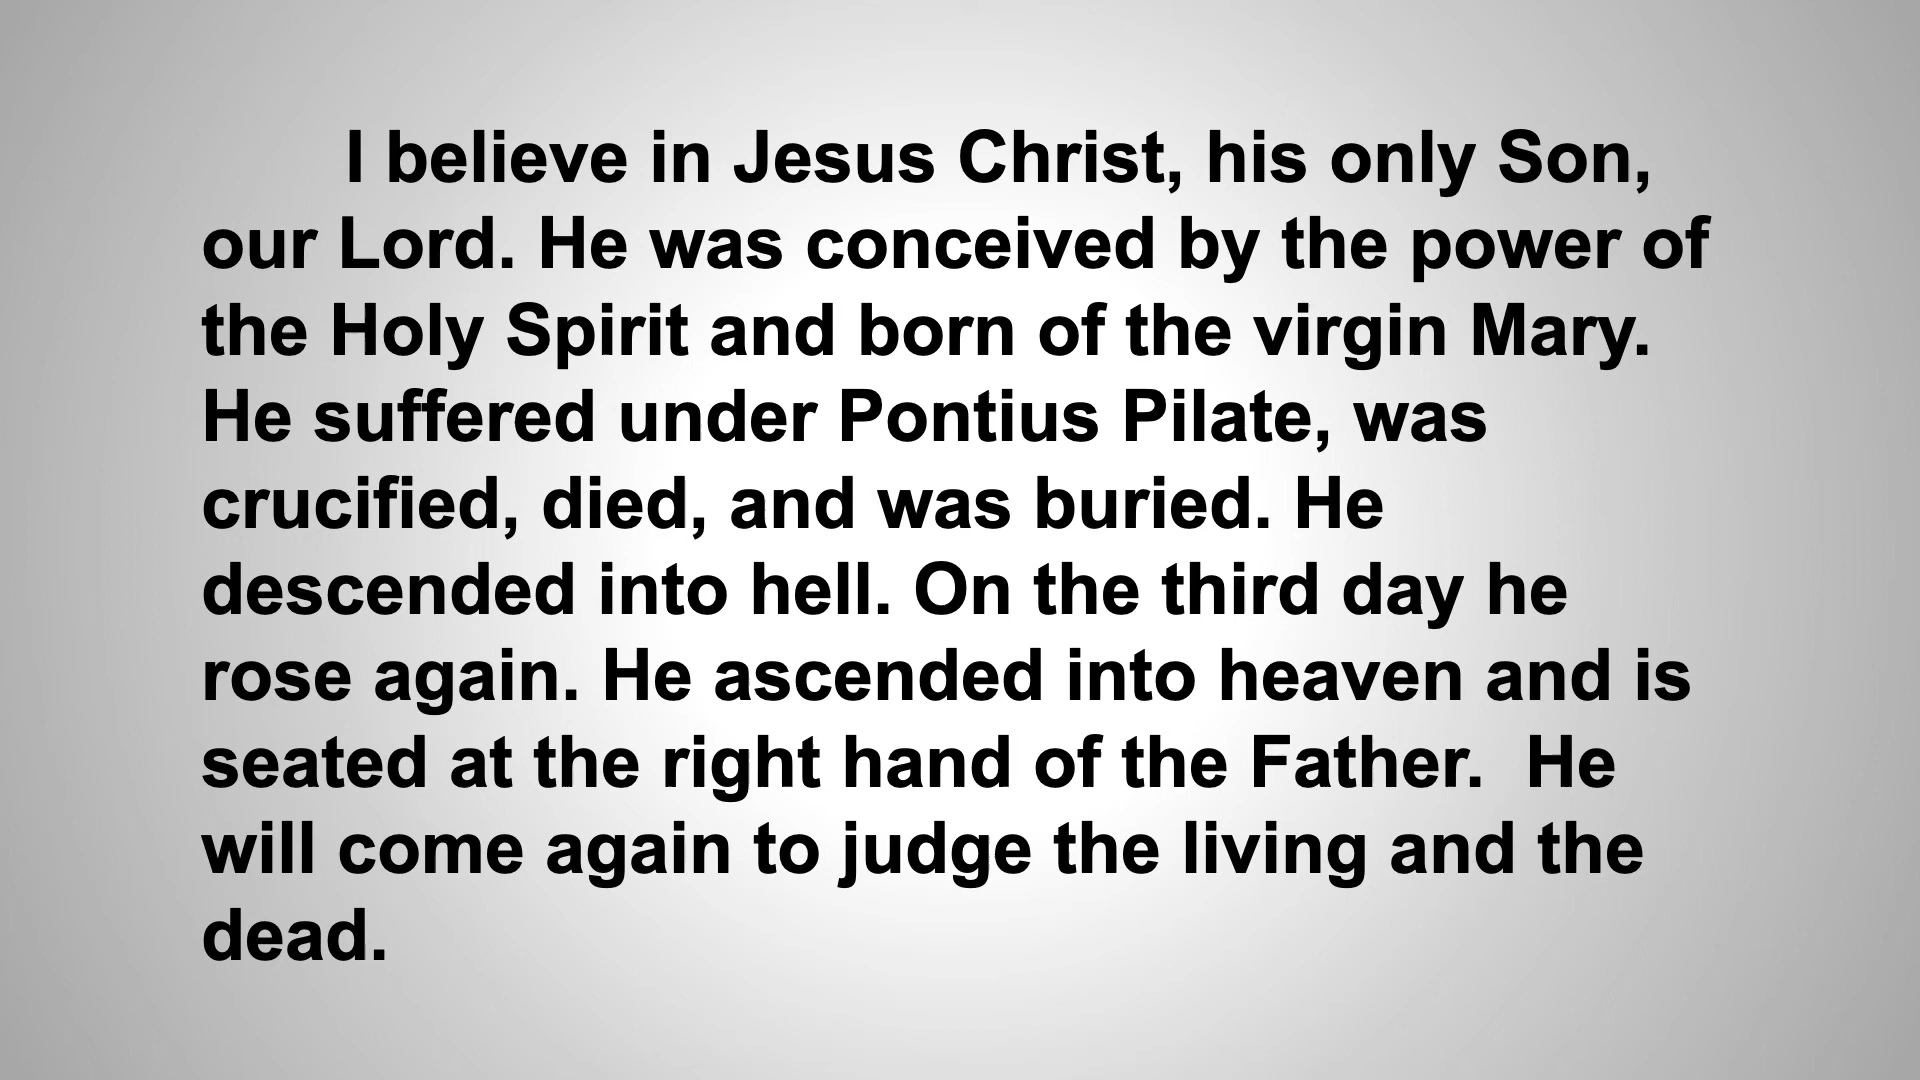 I believe in Jesus Christ, his only Son,
our Lord. He was conceived by the power of
the Holy Spirit and born of the virgin Mary.
He suffered under Pontius Pilate, was
crucified, died, and was buried. He
descended into hell. On the third day he
rose again. He ascended into heaven and is
seated at the right hand of the Father.  He
will come again to judge the living and the
dead.